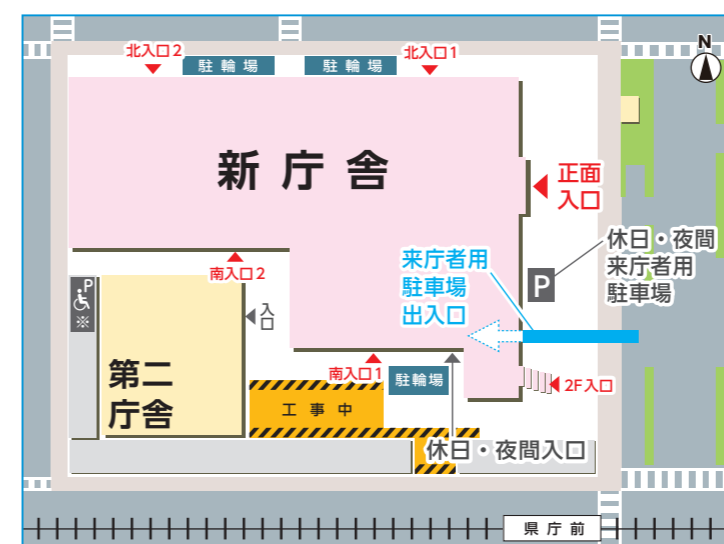 北入口2
駐輪場
駐輪場
北入口1
N
新庁舎
正面
入口
休日・夜間
来庁者用
駐車場
来庁者用
駐車場
出入口
P
南入口2
P
※
入口
第二
庁舎
南入口1
駐輪場
2F入口
工事中
休日・夜間入口
県庁前